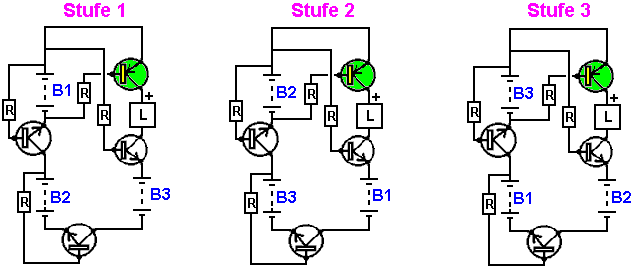 Stufe 1 Stufe 2 Stufe 3
B1 B2 B3
R R R R R R R R R
+ + +
L L L
B2 B3 B3 B1 B1 B2
R R R